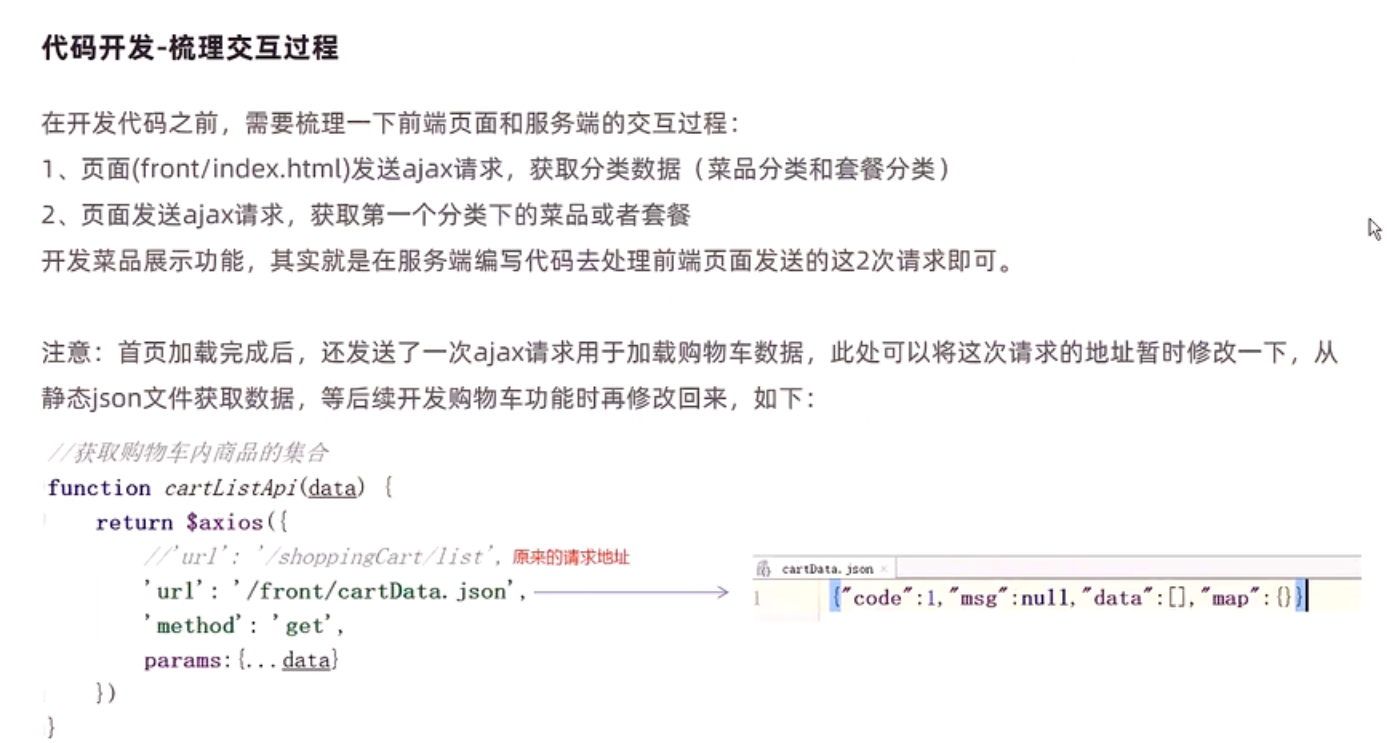 代码开发-梳理交互过程
在开发代码之前，需要梳理一下前端页面和服务端的交互过程：
1、页面(front/index.html)发送ajax请求，获取分类数据（菜品分类和套餐分类）
2、页面发送ajax请求，获取第一个分类下的菜品或者套餐
开发菜品展示功能，其实就是在服务端编写代码去处理前端页面发送的这2次请求即可。
注意：首页加载完成后，还发送了一次ajax请求用于加载购物车数据，此处可以将这次请求的地址暂时修改一下，从
静态json文件获取数据，等后续开发购物车功能时再修改回来，如下：
//获取购物车内商品的集合
function cartListApi(data) {
return $axios({
//'url': '/shoppingCart/list', 原来的请求地址
'url': '/front/cartData.json',
'method': 'get',
params:{...data}
})
}
cartData.json ×
1 {"code":1,"msg":null,"data":[],"map":{}}